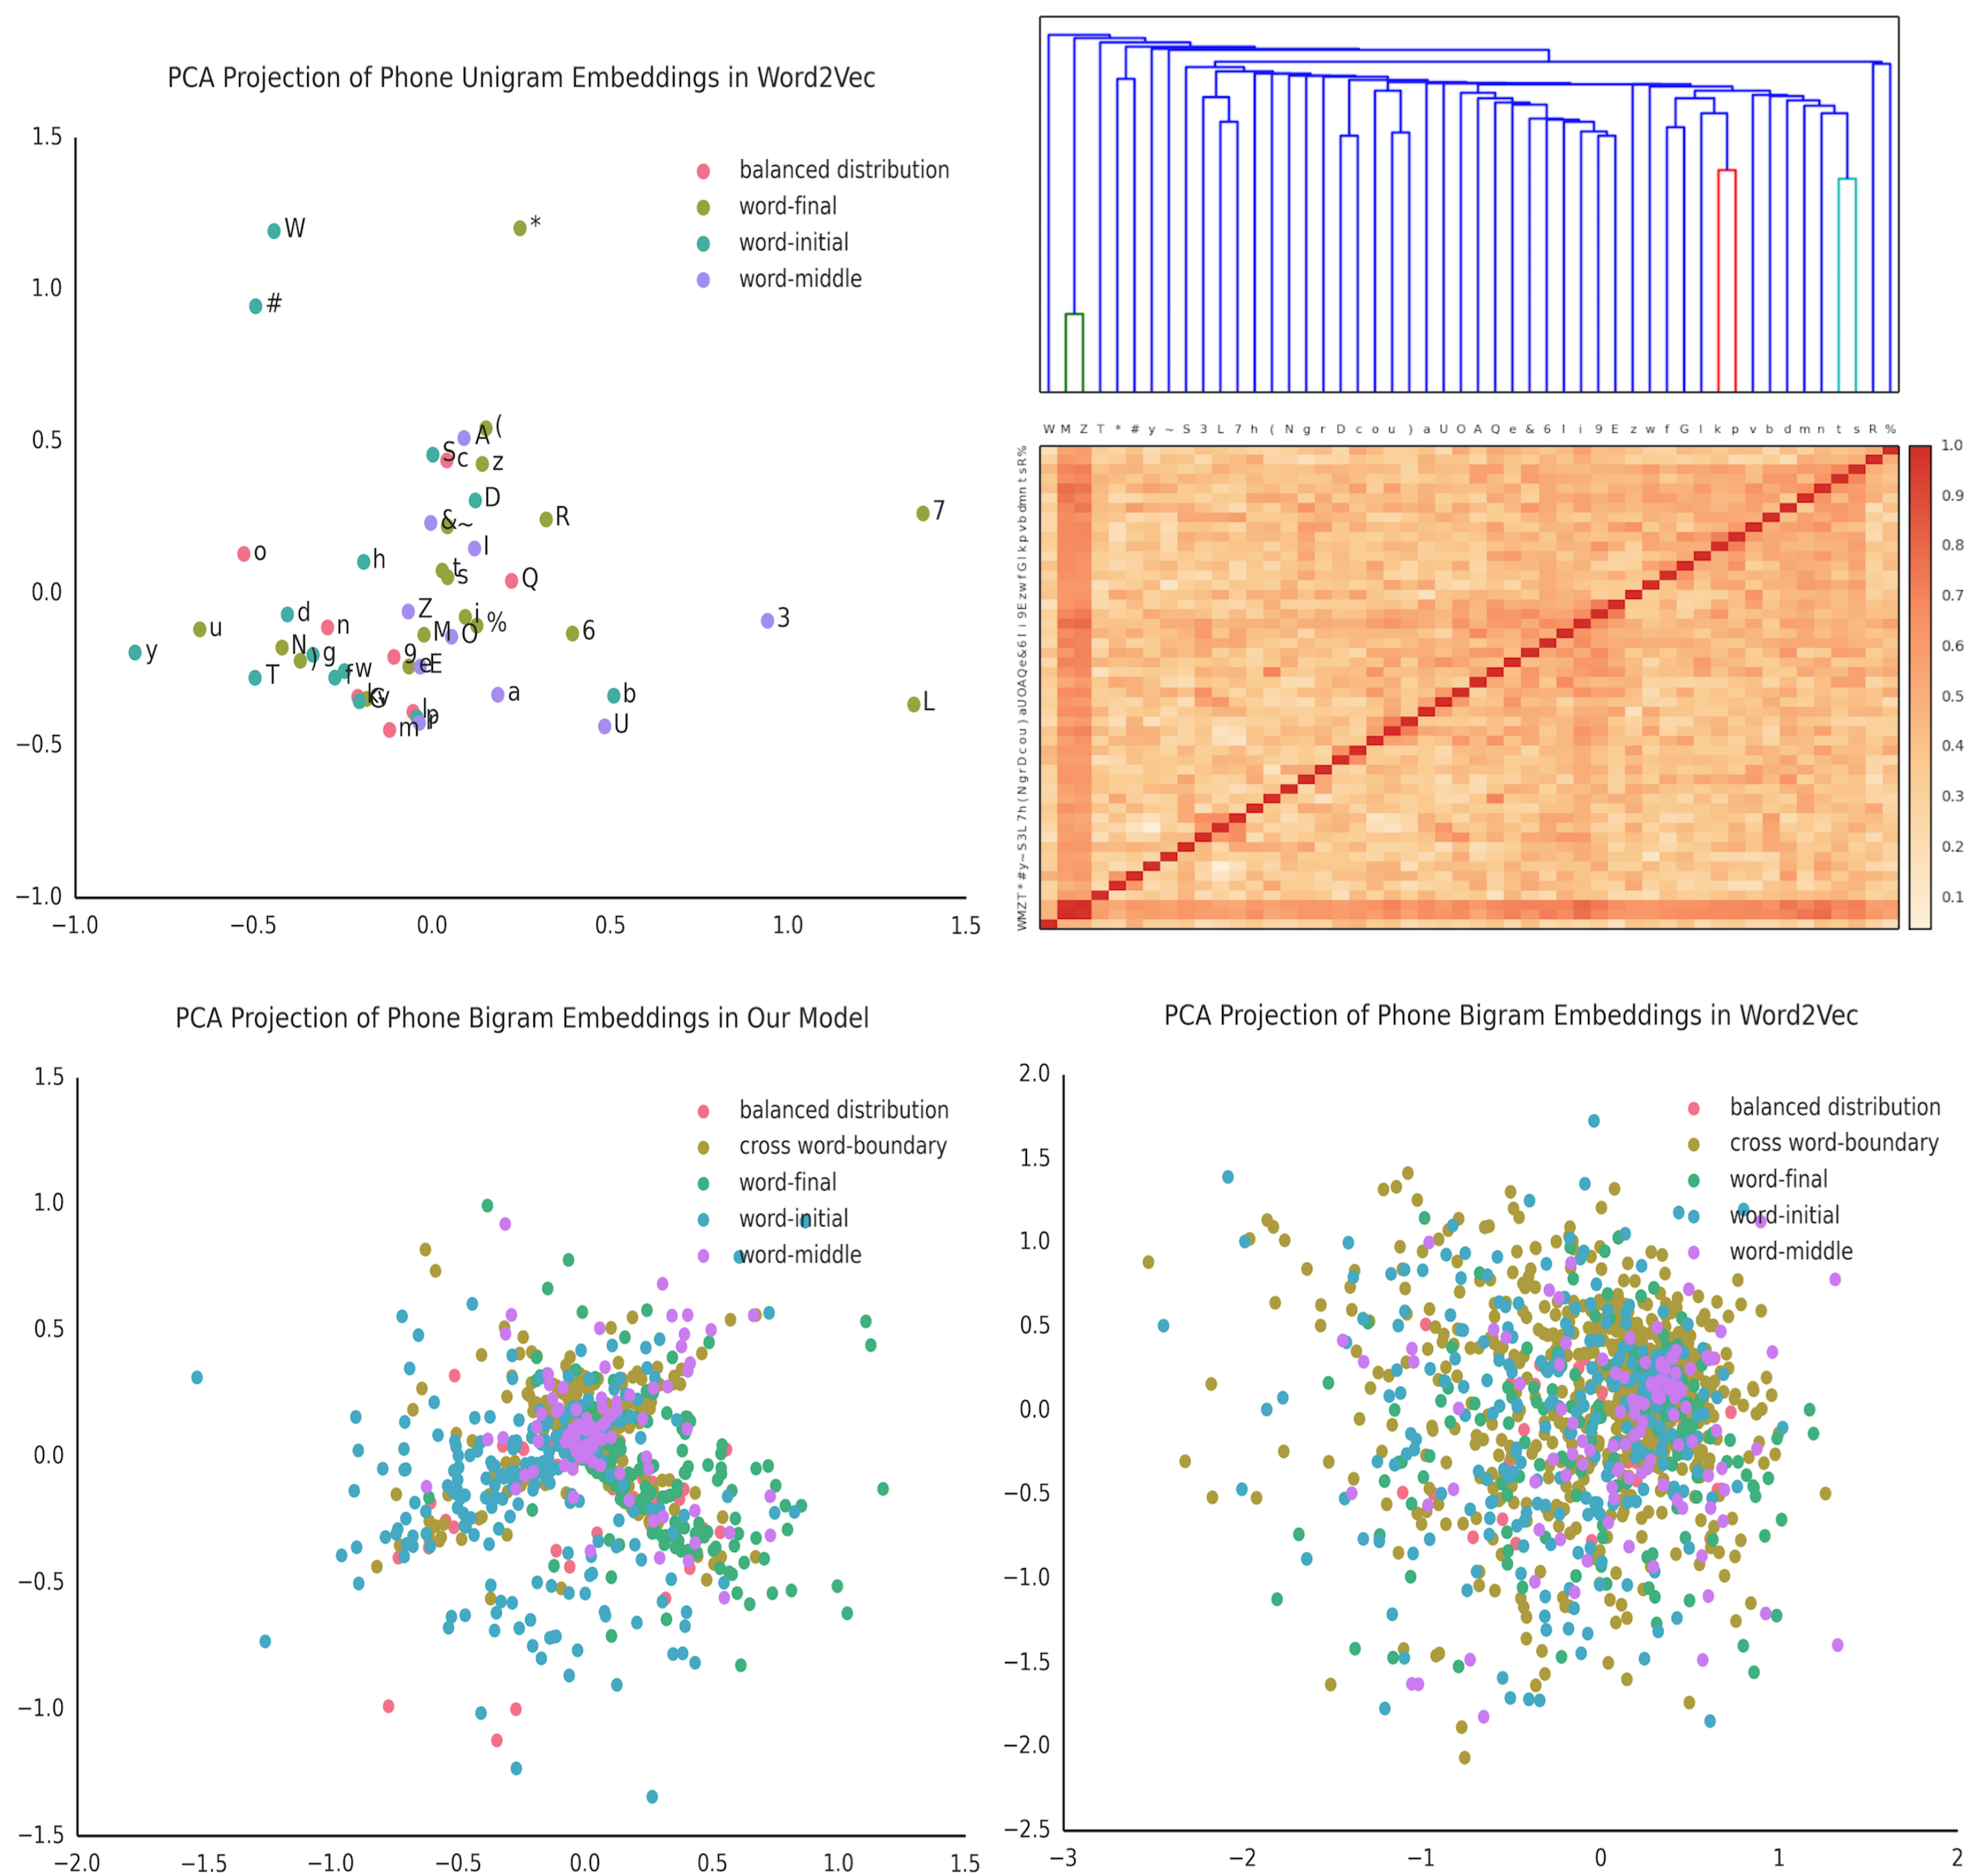 PCA Projection of Phone Unigram Embeddings in Word2Vec
1.5
1.0
0.5
0.0
−0.5
−1.0
−1.0
−0.5
0.0
0.5
1.0
1.5
balanced distribution
word-final
word-initial
word-middle
W
*
#
(
A
S
c
z
D
&
~
R
7
l
o
h
t
s
Q
Z
i
%
3
d
n
u
M
O
6
y
N
)
g
9
e
E
T
f
w
a
b
L
k
v
G
U
m
p
W M Z T * # y ~ S 3 L 7 h ( N g r D c o u ) a U O A Q e & 6 I i 9 E z w f G l k p v b d m n t s R %
WMZT * # y ~ S 3 L 7 h ( N g r D c o u ) a U O A Q e & 6 I i 9 E z w f G l k p v b d m n t s R %
1.0
0.9
0.8
0.7
0.6
0.5
0.4
0.3
0.2
0.1
PCA Projection of Phone Bigram Embeddings in Our Model
1.5
1.0
0.5
0.0
−0.5
−1.0
−1.5
−2.0
−1.5
−1.0
−0.5
0.0
0.5
1.0
1.5
balanced distribution
cross word-boundary
word-final
word-initial
word-middle
PCA Projection of Phone Bigram Embeddings in Word2Vec
2.0
1.5
1.0
0.5
0.0
−0.5
−1.0
−1.5
−2.0
−2.5
−3
−2
−1
0
1
2
balanced distribution
cross word-boundary
word-final
word-initial
word-middle